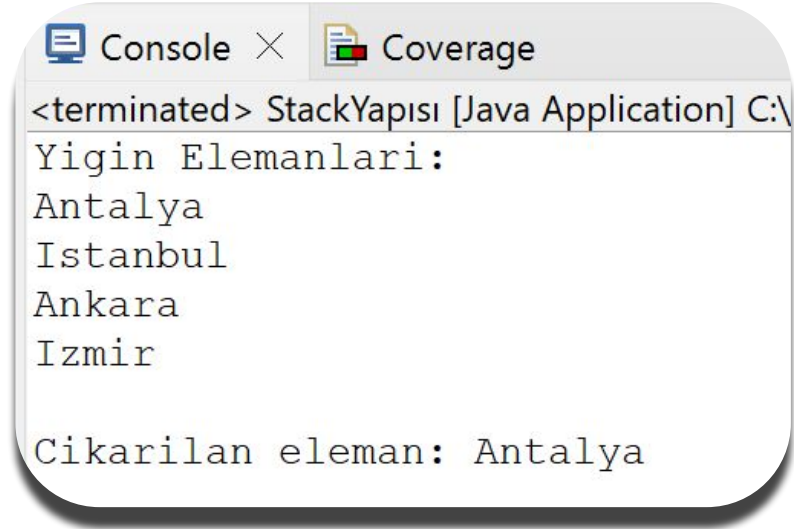 Console Coverage
<terminated> StackYapısı [Java Application] C:\
Yigin Elemanlari:
Antalya
Istanbul
Ankara
Izmir
Cikarilan eleman: Antalya